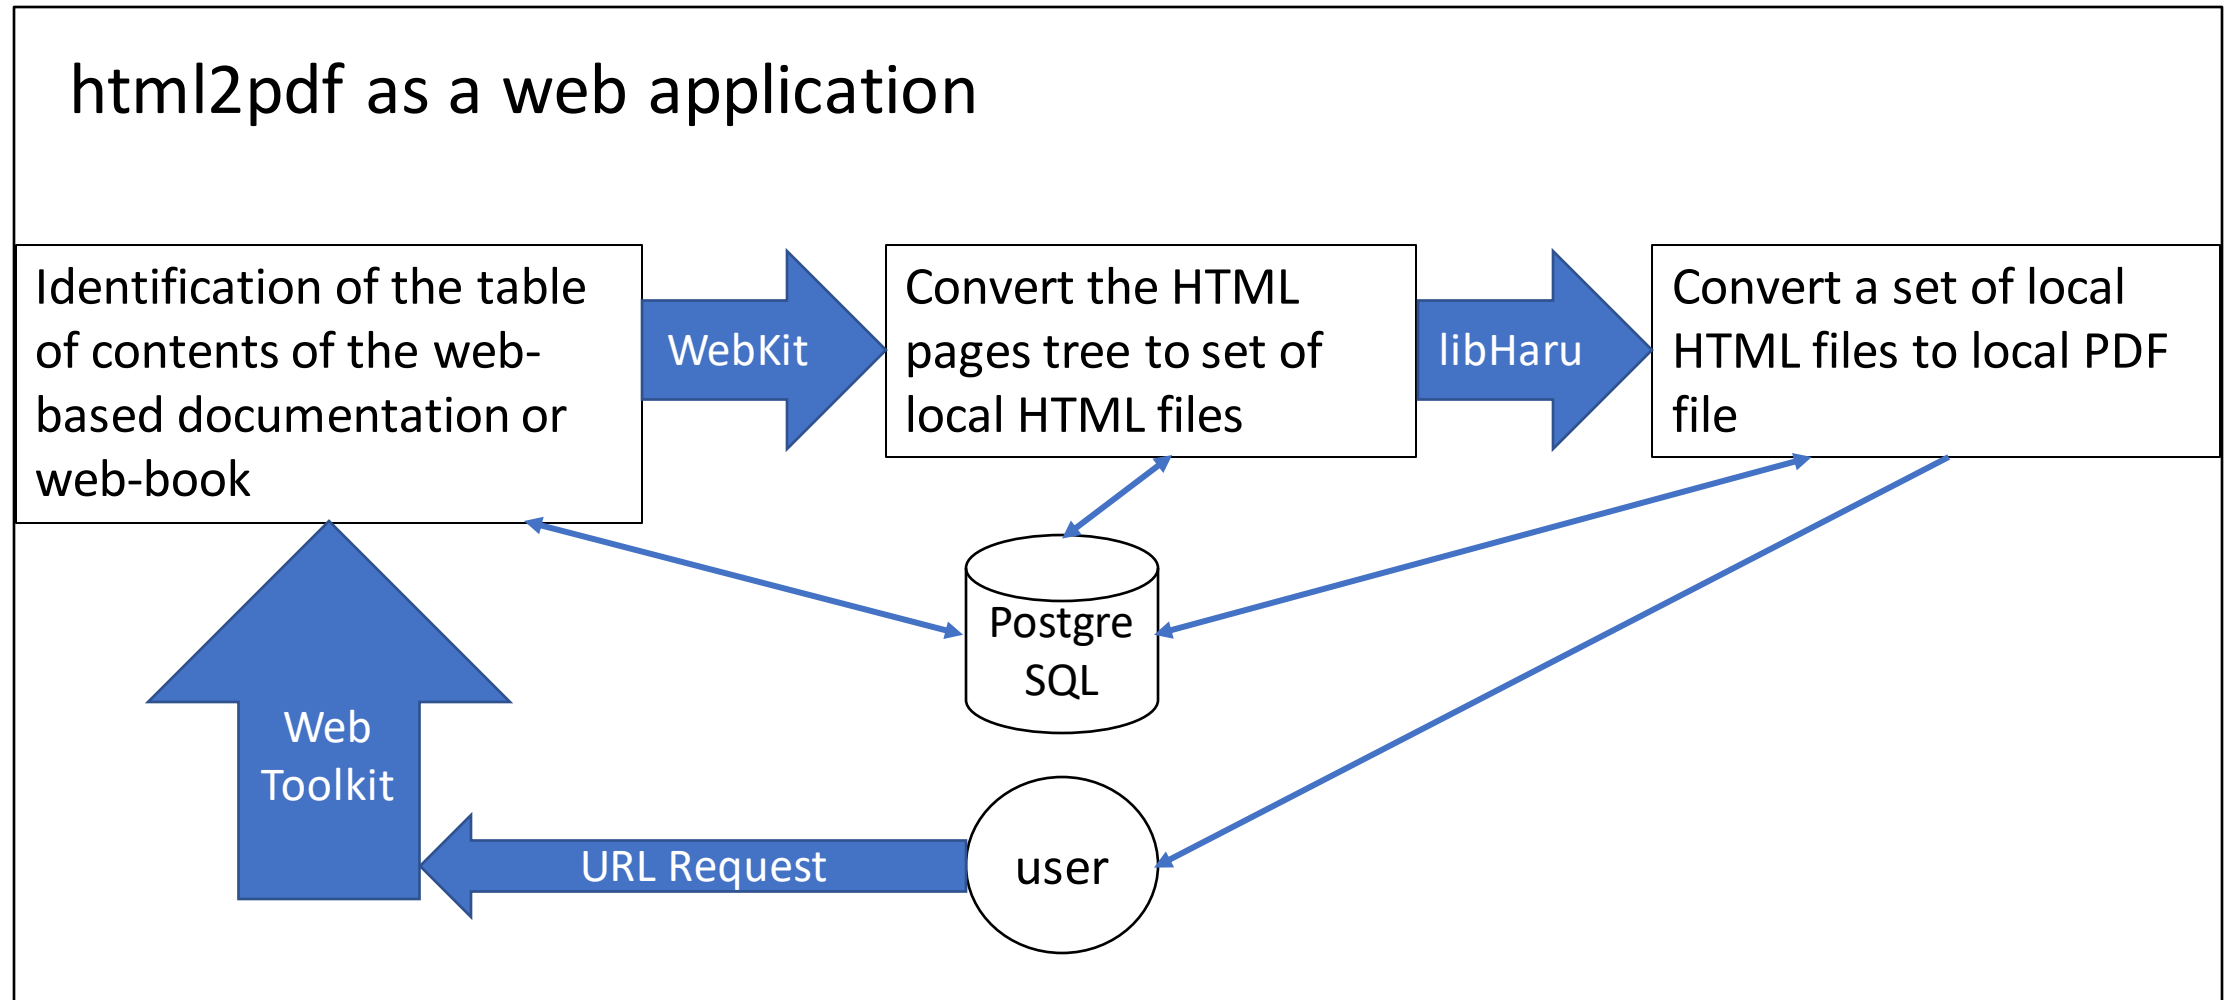 html2pdf as a web application
Identification of the table
of contents of the web-
based documentation or
web-book
WebKit
Convert the HTML
pages tree to set of
local HTML files
libHaru
Convert a set of local
HTML files to local PDF
file
Postgre
SQL
Web
Toolkit
URL Request
user